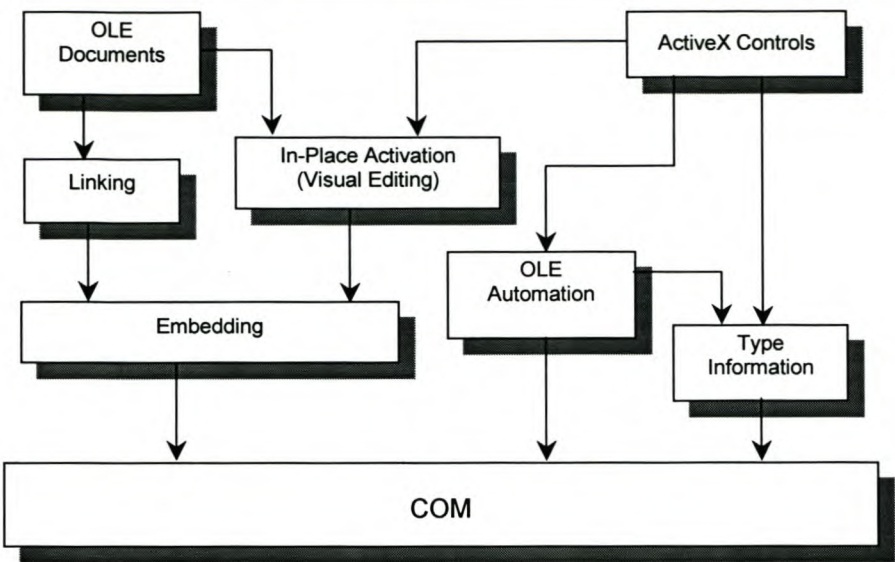 OLE
Documents
ActiveX Controls
In-Place Activation
(Visual Editing)
Linking
OLE
Automation
Embedding
Type
Information
COM